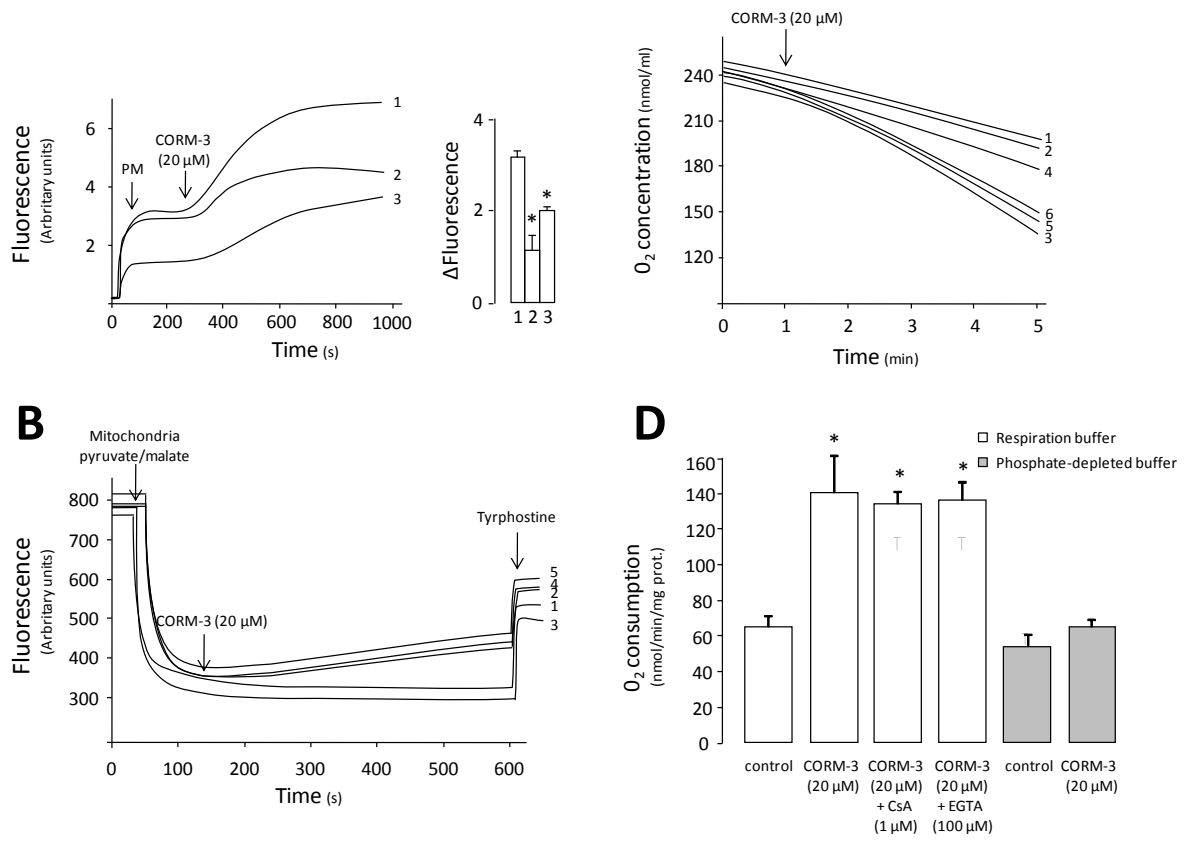 6
4
2
0
200
400
600
800
1000
Fluorescence
(Arbritary units)
Time (s)
PM
CORM-3
(20 µM)
1
2
3
4
2
0
ΔFluorescence
1 2 3
CORM-3 (20 µM)
240
210
180
150
120
0₂ concentration (nmol/ml)
0
1
2
3
4
5
Time (min)
1
2
4
6
5
3
B
Mitochondria
pyruvate/malate
800
700
600
500
400
300
Fluorescence
(Arbritary units)
CORM-3 (20 µM)
Tyrphostine
5
4
2
1
3
0
100
200
300
400
500
600
Time (s)
D
Respiration buffer
Phosphate-depleted buffer
160
140
120
100
80
60
40
20
0
0₂ consumption
(nmol/min/mg prot.)
*
*
*
*
*
control
CORM-3
(20 µM)
CORM-3
(20 µM)
+ CsA
(1 µM)
CORM-3
(20 µM)
+ EGTA
(100 µM)
control
CORM-3
(20 µM)